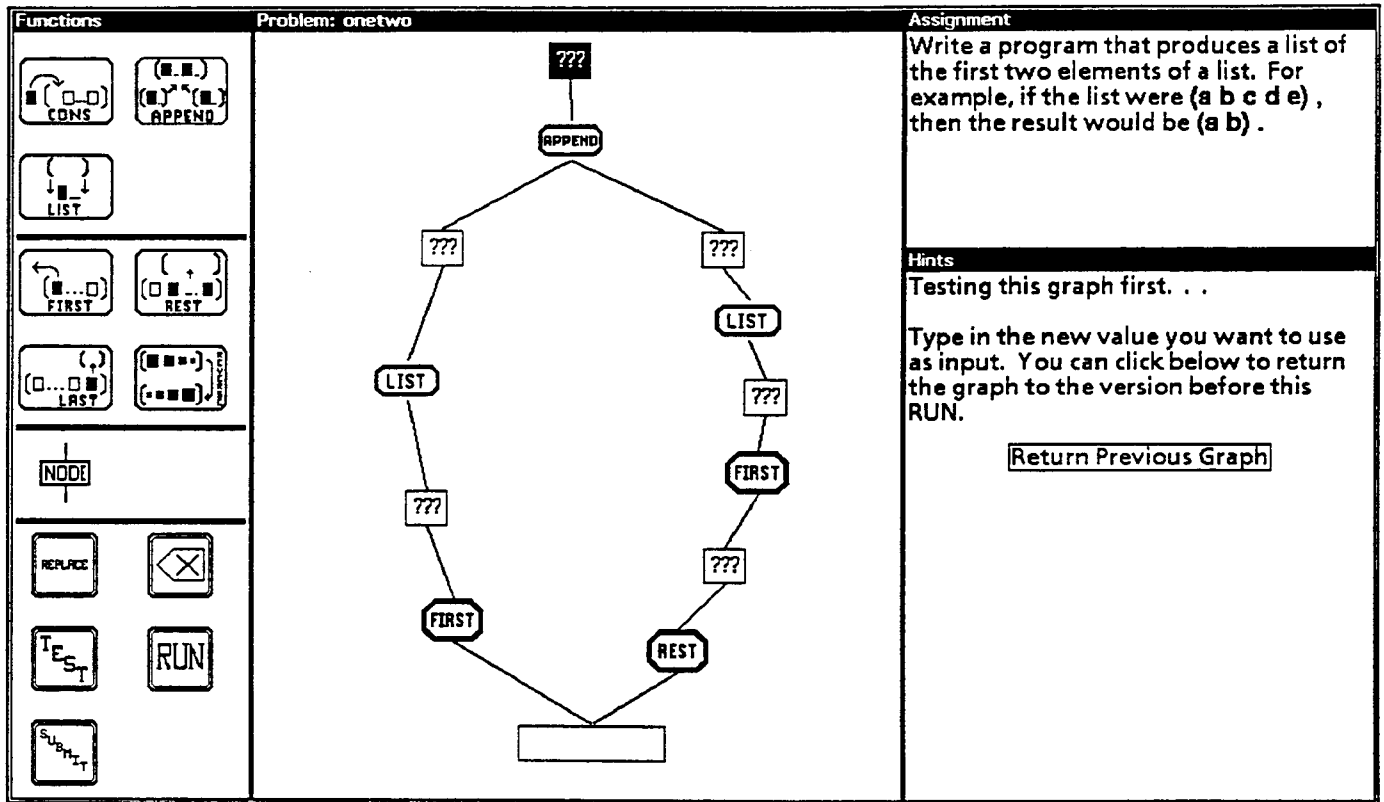 Functions
CONS
APPEND
LIST
FIRST
REST
LAST
NODE
REPLACE
TEST
RUN
SUBMIT
Problem: onetwo
???
APPEND
???
???
LIST
LIST
???
FIRST
???
???
FIRST
REST
Assignment
Write a program that produces a list of
the first two elements of a list. For
example, if the list were (a b c d e) ,
then the result would be (a b) .
Hints
Testing this graph first. . .
Type in the new value you want to use
as input. You can click below to return
the graph to the version before this
RUN.
Return Previous Graph